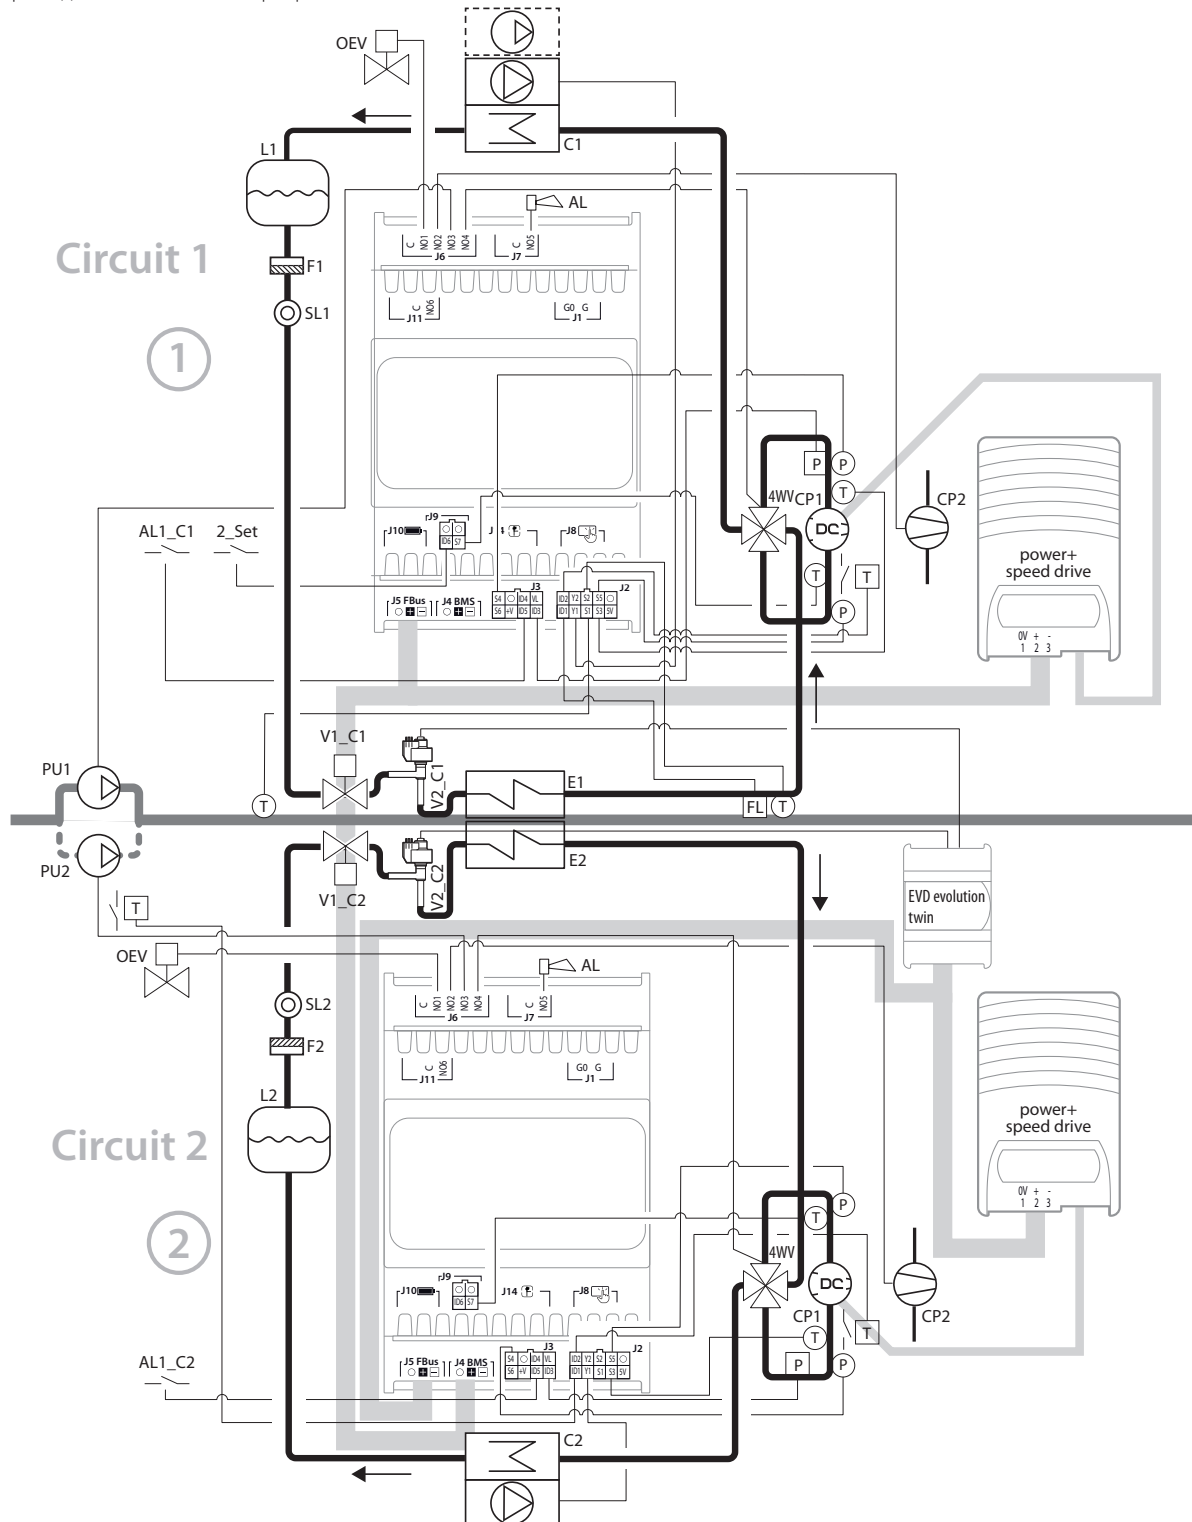 OEV
C1
L1
AL
C NO1 NO2 NO3 NO4
J6
C NO5
J7
Circuit 1
F1
C NO6
J11
G0 G
J1
SL1
1
P P
4WV CP1
T
CP2
DC
AL1_C1 2_Set
J10
J9
ID6 S7
J8
power+
speed drive
T T
J5 FBus J4 BMS
J3
S4 ID4 VL
S6 +V ID5 ID3
ID2 Y2 S2 S5
ID1 Y1 S1 S3 5V
J2
P
0V + -
1 2 3
V1_C1
PU1
V2_C1
E1
T
FL T
PU2
V1_C2
V2_C2
E2
T
EVD evolution
twin
OEV
AL
C NO1 NO2 NO3 NO4
J6
C NO5
J7
SL2
F2
C NO6
J11
G0 G
J1
L2
Circuit 2
power+
speed drive
0V + -
1 2 3
P
T
2
4WV
DC
J10
J9
ID6 S7
J14
J8
CP1
CP2
T T
AL1_C2
J5 FBus J4 BMS
J3
S4 ID4 VL
S6 +V ID5 ID3
ID2 Y2 S2 S5
ID1 Y1 S1 S3 5V
J2
P P
C2